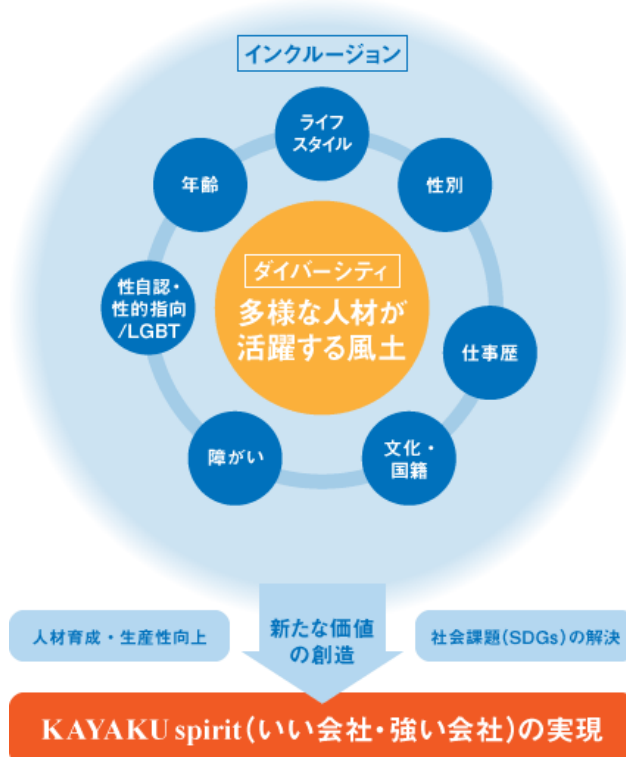 インクルージョン
ライフ
スタイル
年齢
性別
ダイバーシティ
多様な人材が
活躍する風土
性自認・
性的指向
/LGBT
仕事歴
障がい
文化・
国籍
人材育成・生産性向上
新たな価値
の創造
社会課題(SDGs)の解決
KAYAKU spirit(いい会社・強い会社)の実現